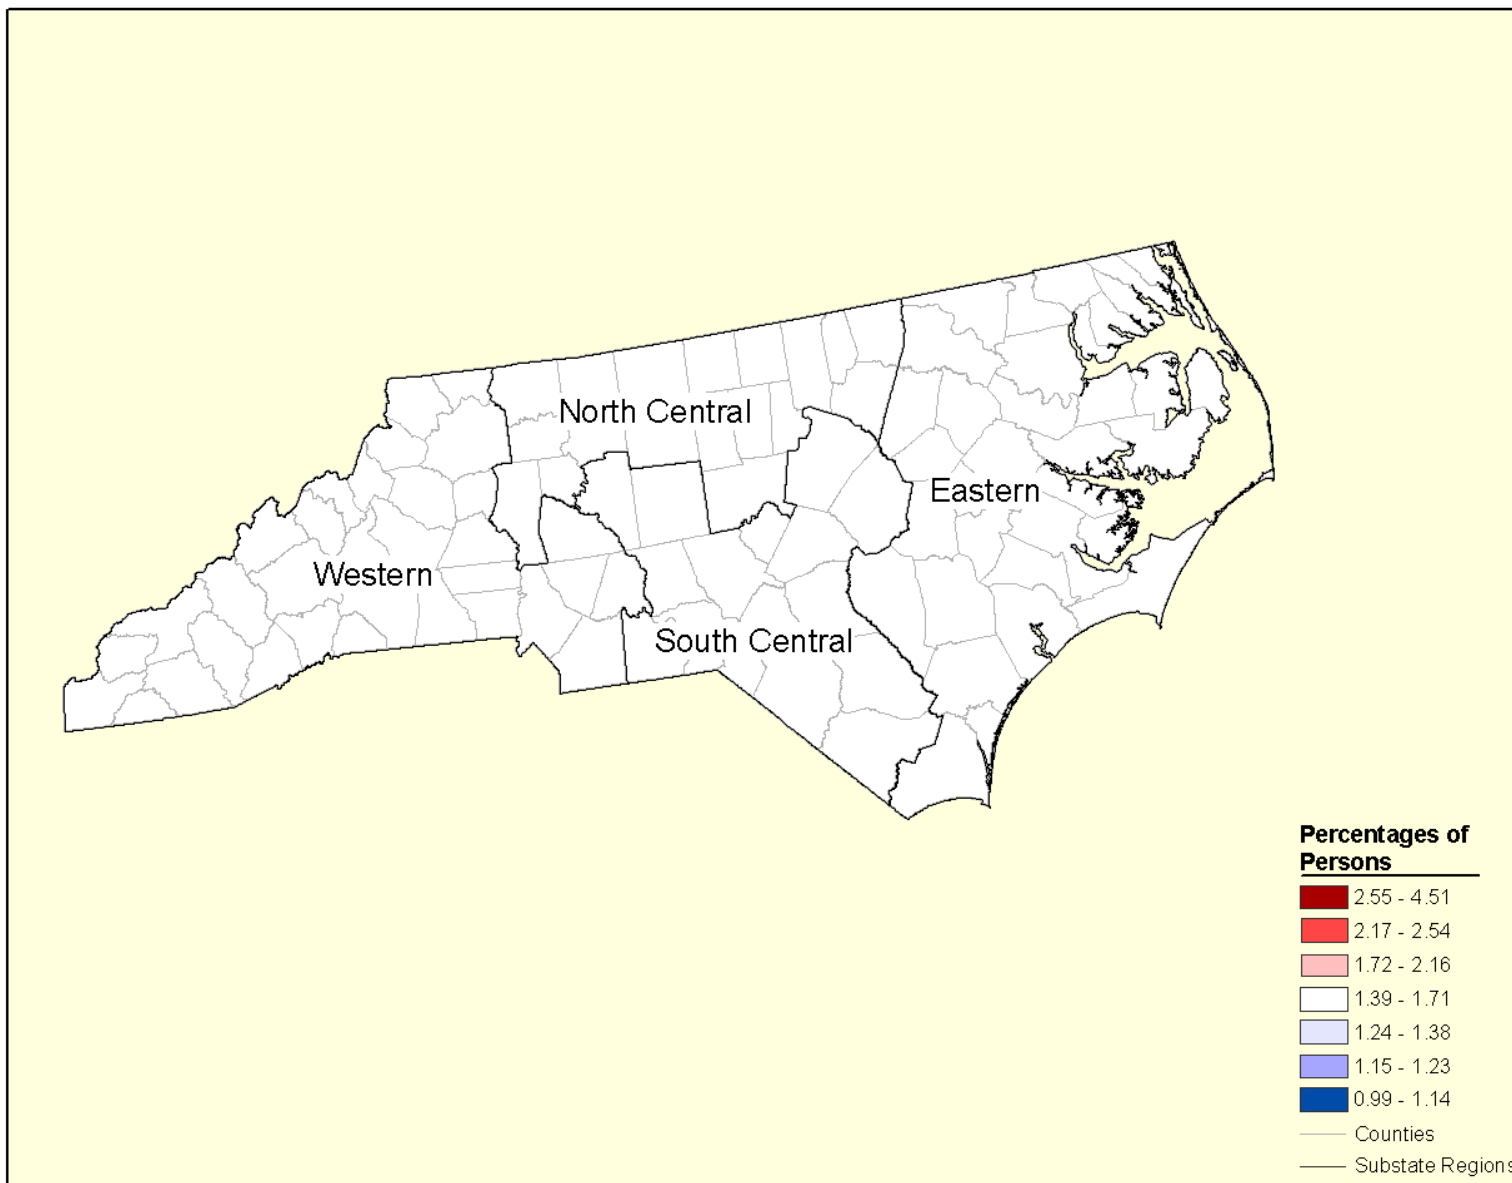 North Central
Eastern
Western
South Central
Percentages of
Persons
2.55 - 4.51
2.17 - 2.54
1.72 - 2.16
1.39 - 1.71
1.24 - 1.38
1.15 - 1.23
0.99 - 1.14
Counties
Substate Regions